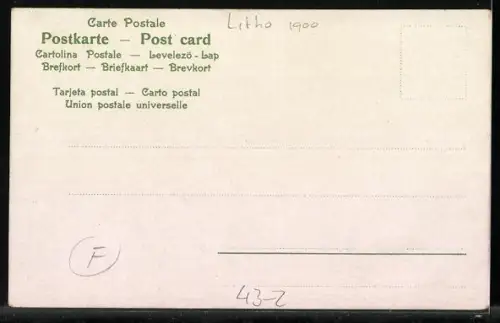 Carte Postale
Postkarte — Post card
Cartolina Postale — Levelező-Lap
Brefkort — Briefkaart — Brevkort
Tarjeta postal — Carto postal
Union postale universelle
Litho 1900
F
43-2